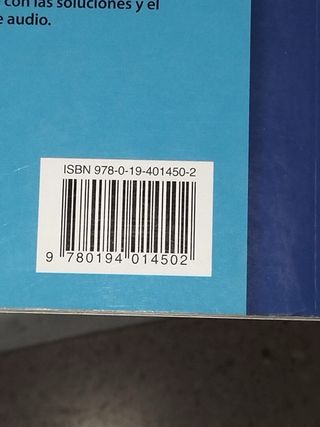 con las soluciones y el
audio.
ISBN 978-0-19-401450-2
9 780194 014502